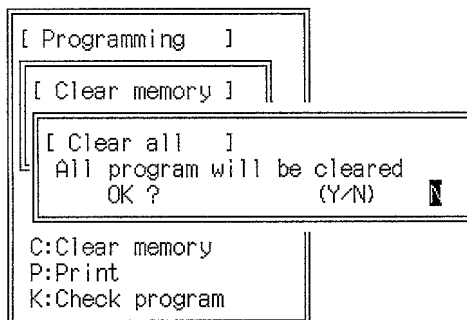 [ Programming ]
[ Clear memory ]
[ Clear all ]
All program will be cleared
OK ? (Y/N) N
C:Clear memory
P:Print
K:Check program